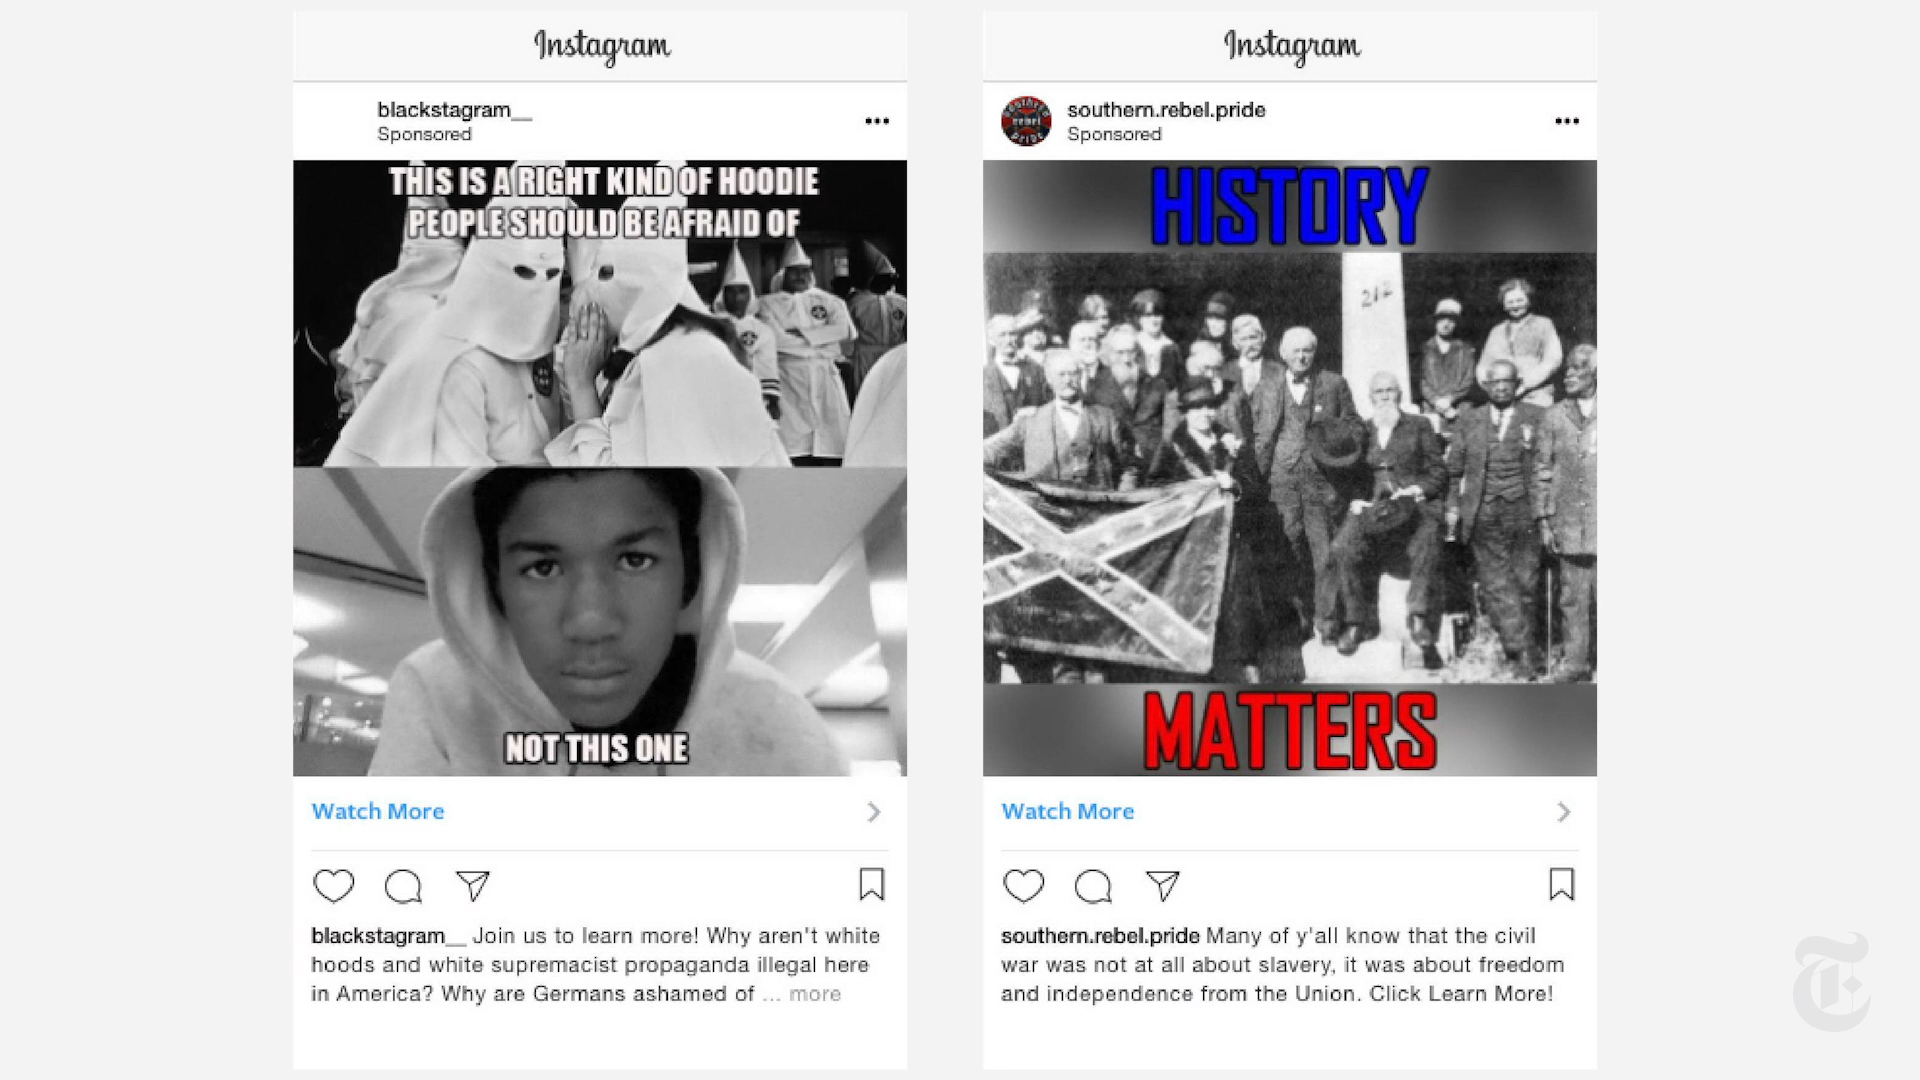 Instagram
blackstagram__
Sponsored
THIS IS A RIGHT KIND OF HOODIE
PEOPLE SHOULD BE AFRAID OF
NOT THIS ONE
Watch More
blackstagram__ Join us to learn more! Why aren't white
hoods and white supremacist propaganda illegal here
in America? Why are Germans ashamed of ... more
Instagram
southern.rebel.pride
Sponsored
southern
rebel
pride
HISTORY
212
MATTERS
Watch More
southern.rebel.pride Many of y'all know that the civil
war was not at all about slavery, it was about freedom
and independence from the Union. Click Learn More!
T